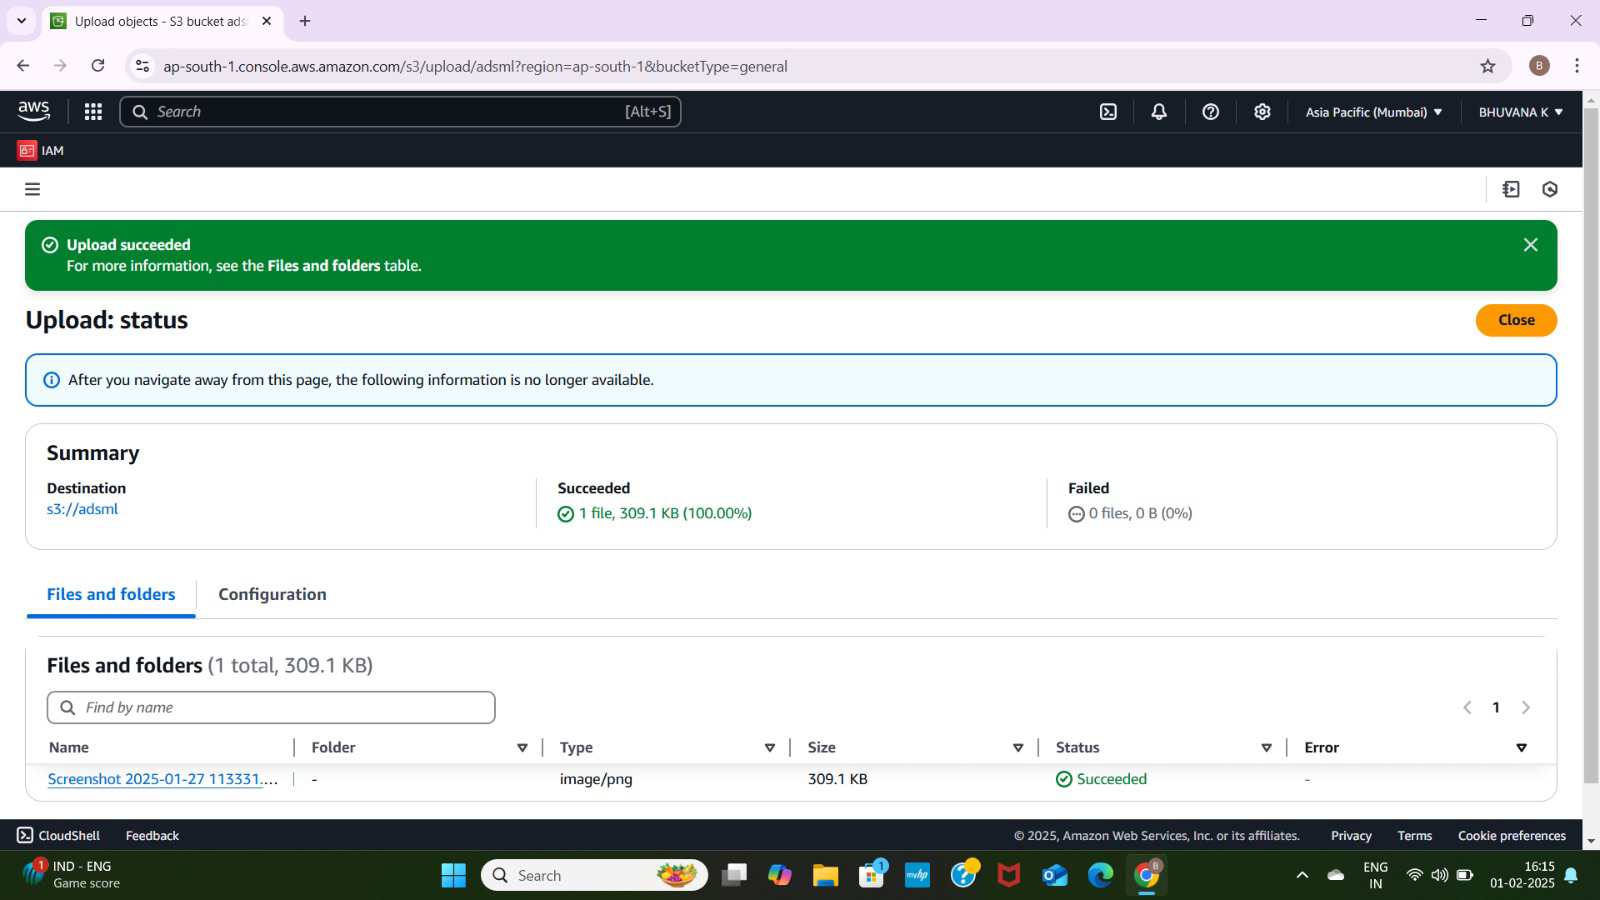 Upload objects - S3 bucket ads
ap-south-1.console.aws.amazon.com/s3/upload/adsml?region=ap-south-1&bucketType=general
B
aws
Search
[Alt+S]
Asia Pacific (Mumbai)
BHUVANA K
IAM
Upload succeeded
For more information, see the Files and folders table.
Upload: status
Close
After you navigate away from this page, the following information is no longer available.
Summary
Destination
s3://adsml
Succeeded
1 file, 309.1 KB (100.00%)
Failed
0 files, 0 B (0%)
Files and folders
Configuration
Files and folders (1 total, 309.1 KB)
Find by name
1
Name
Folder
Type
Size
Status
Error
Screenshot 2025-01-27 113331....
-
image/png
309.1 KB
Succeeded
-
CloudShell
Feedback
© 2025, Amazon Web Services, Inc. or its affiliates.
Privacy
Terms
Cookie preferences
1
IND - ENG
Game score
Search
1
myhp
B
ENG
IN
16:15
01-02-2025